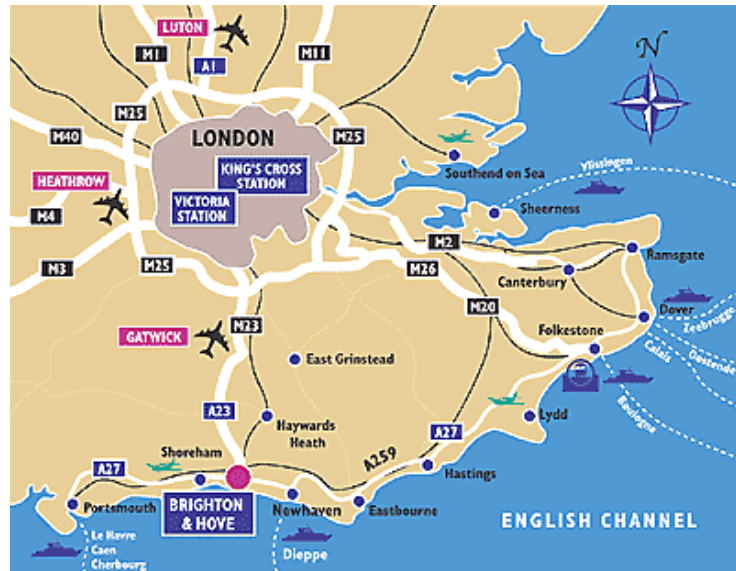 LUTON
M1
A1
M11
N
M25
M40
LONDON
M25
KING'S CROSS
STATION
Southend on Sea
Vlissingen
HEATHROW
VICTORIA
STATION
Sheerness
M4
M3
M25
M2
M26
Ramsgate
Canterbury
M20
Dover
Zeebrugge
M23
GATWICK
Folkestone
Calais
Oostende
East Grinstead
Boulogne
A23
Haywards
Heath
Lydd
A27
Shoreham
A259
A27
Hastings
Portsmouth
BRIGHTON
& HOVE
Newhaven
Eastbourne
ENGLISH CHANNEL
Le Havre
Caen
Cherbourg
Dieppe